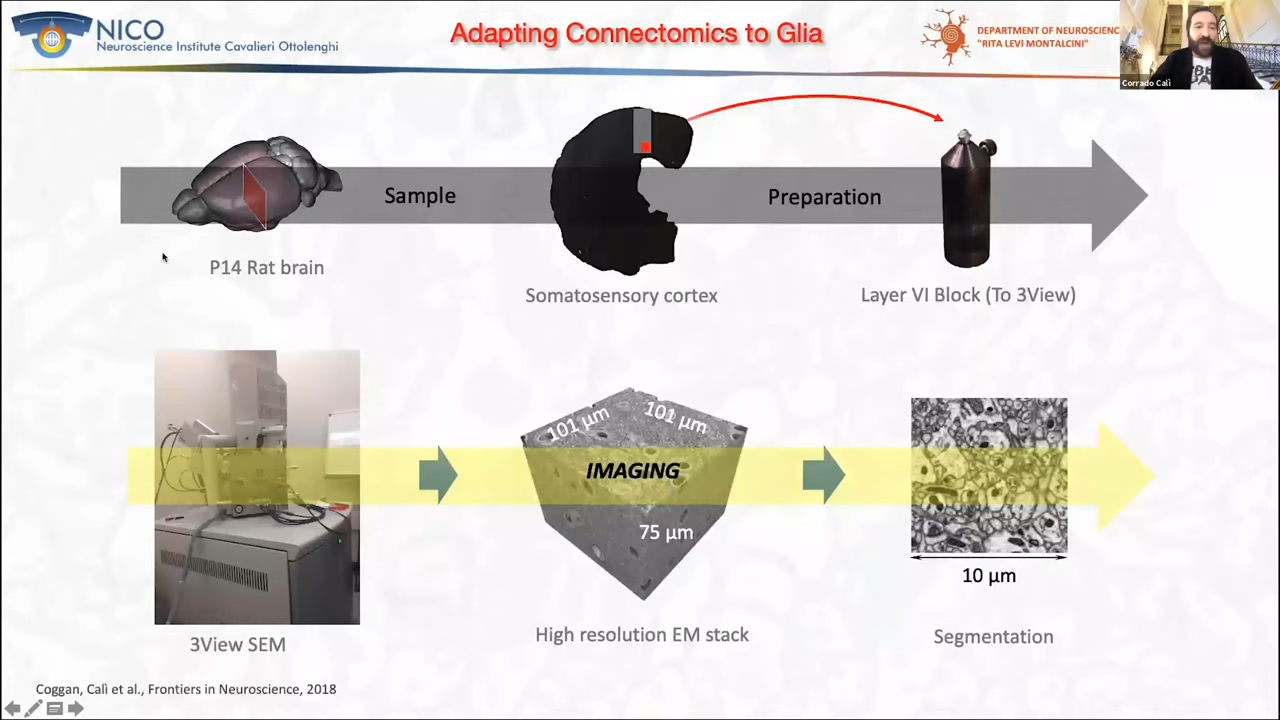 NICO
Neuroscience Institute Cavalieri Ottolenghi
Adapting Connectomics to Glia
DEPARTMENT OF NEUROSCIENC
"RITA LEVI MONTALCINI"
Corrado Calì
Sample
Preparation
P14 Rat brain
Somatosensory cortex
Layer VI Block (To 3View)
101 µm
101 µm
IMAGING
75 µm
10 µm
3View SEM
High resolution EM stack
Segmentation
Coggan, Calì et al., Frontiers in Neuroscience, 2018